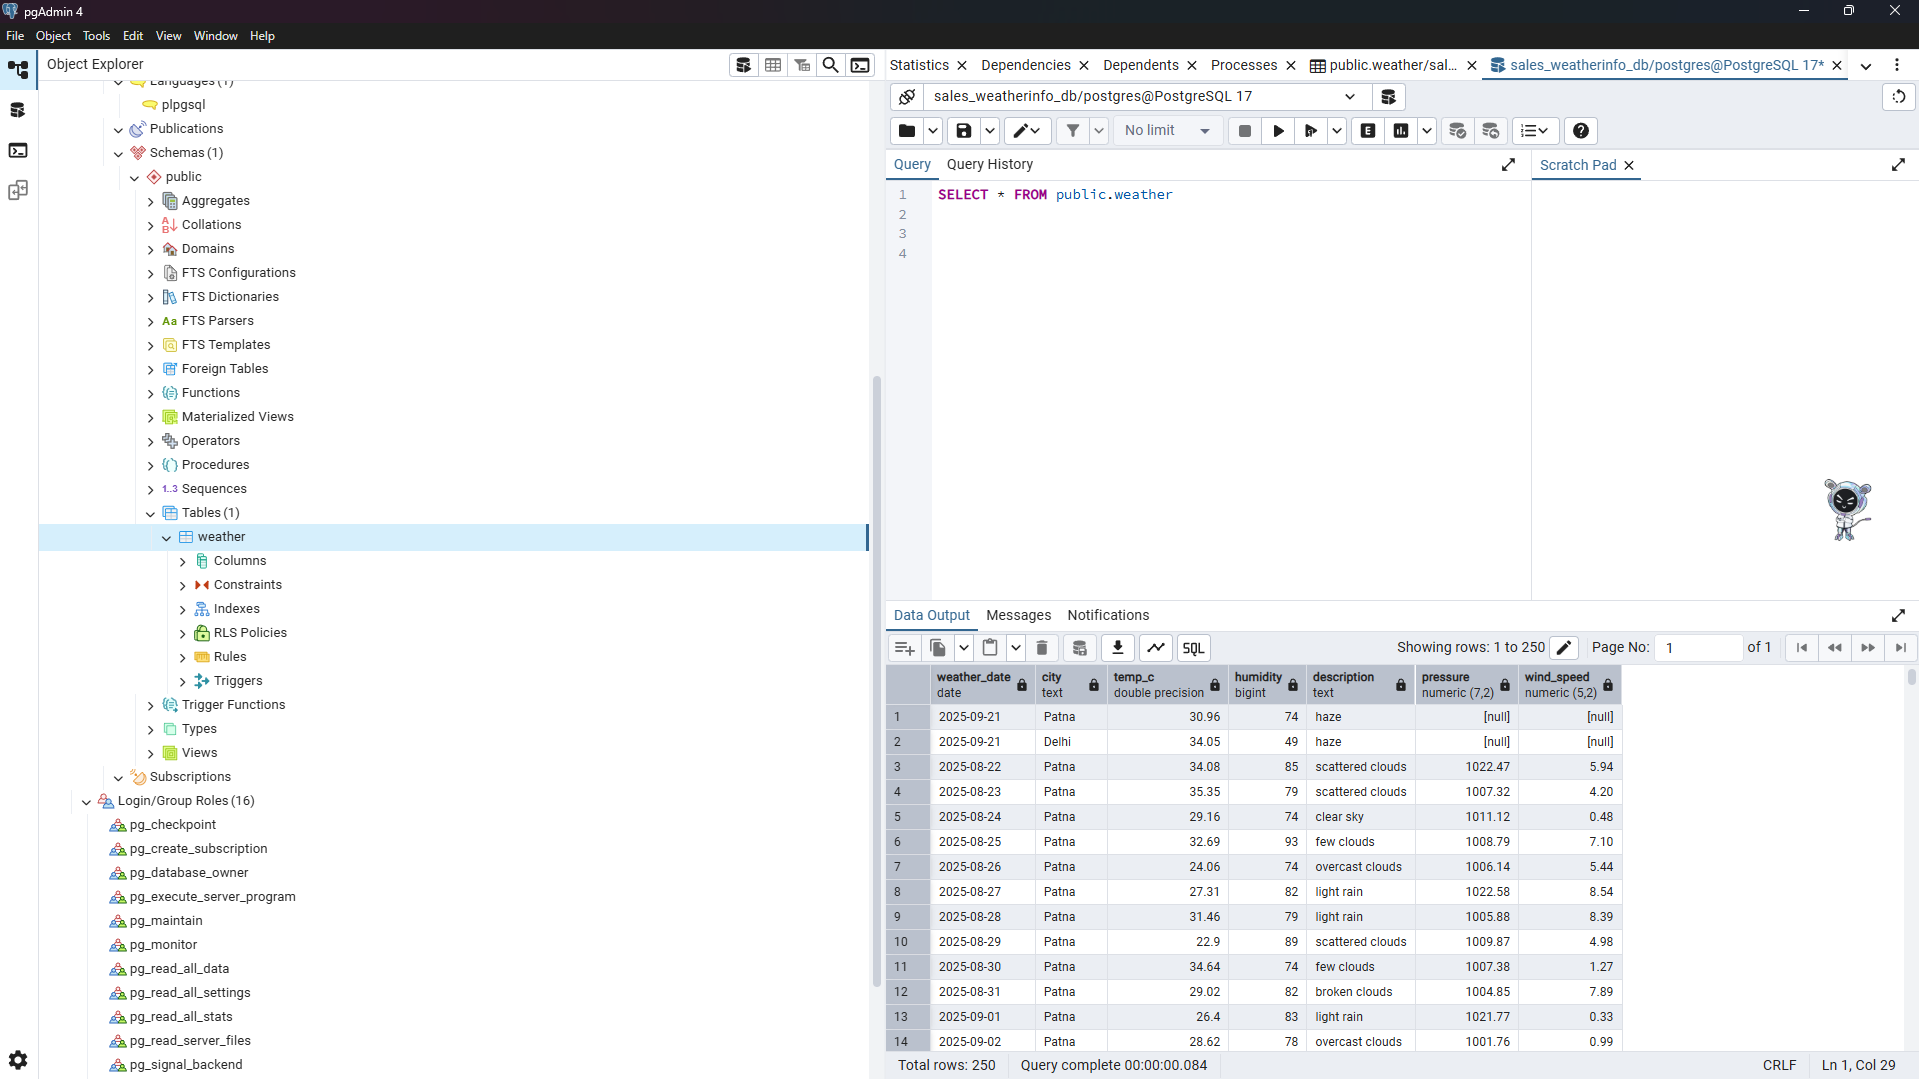 pgAdmin 4
File Object Tools Edit View Window Help
Object Explorer
Languages (1)
plpgsql
Publications
Schemas (1)
public
Aggregates
Collations
Domains
FTS Configurations
FTS Dictionaries
Aa FTS Parsers
FTS Templates
Foreign Tables
Functions
Materialized Views
Operators
Procedures
1..3 Sequences
Tables (1)
weather
Columns
Constraints
Indexes
RLS Policies
Rules
Triggers
Trigger Functions
Types
Views
Subscriptions
Login/Group Roles (16)
pg_checkpoint
pg_create_subscription
pg_database_owner
pg_execute_server_program
pg_maintain
pg_monitor
pg_read_all_data
pg_read_all_settings
pg_read_all_stats
pg_read_server_files
pg_signal_backend
Statistics Dependencies Dependents Processes public.weather/sal... sales_weatherinfo_db/postgres@PostgreSQL 17*
sales_weatherinfo_db/postgres@PostgreSQL 17
No limit E
Query Query History
Scratch Pad
1 SELECT * FROM public.weather
2
3
4
Data Output Messages Notifications
SQL Showing rows: 1 to 250 Page No: 1 of 1
weather_date city temp_c humidity description pressure wind_speed
date text double precision bigint text numeric (7,2) numeric (5,2)
1 2025-09-21 Patna 30.96 74 haze [null] [null]
2 2025-09-21 Delhi 34.05 49 haze [null] [null]
3 2025-08-22 Patna 34.08 85 scattered clouds 1022.47 5.94
4 2025-08-23 Patna 35.35 79 scattered clouds 1007.32 4.20
5 2025-08-24 Patna 29.16 74 clear sky 1011.12 0.48
6 2025-08-25 Patna 32.69 93 few clouds 1008.79 7.10
7 2025-08-26 Patna 24.06 74 overcast clouds 1006.14 5.44
8 2025-08-27 Patna 27.31 82 light rain 1022.58 8.54
9 2025-08-28 Patna 31.46 79 light rain 1005.88 8.39
10 2025-08-29 Patna 22.9 89 scattered clouds 1009.87 4.98
11 2025-08-30 Patna 34.64 74 few clouds 1007.38 1.27
12 2025-08-31 Patna 29.02 82 broken clouds 1004.85 7.89
13 2025-09-01 Patna 26.4 83 light rain 1021.77 0.33
14 2025-09-02 Patna 28.62 78 overcast clouds 1001.76 0.99
Total rows: 250 Query complete 00:00:00.084 CRLF Ln 1, Col 29